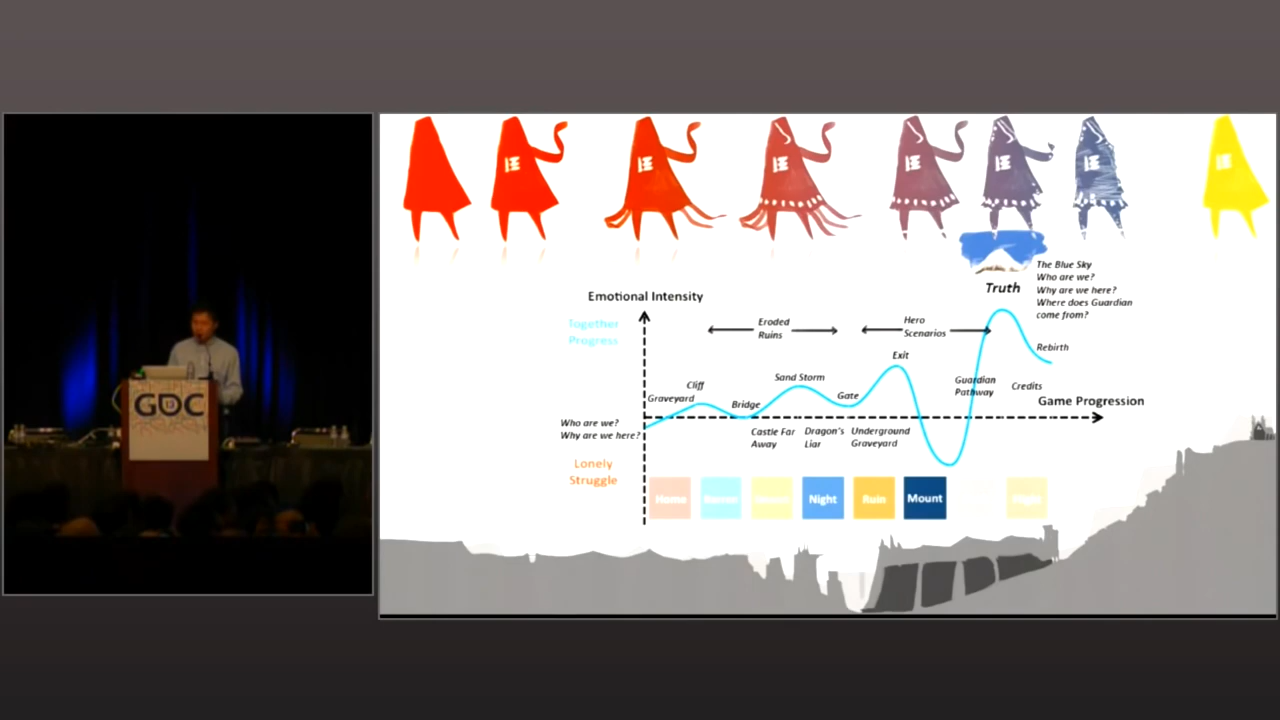 The Blue Sky
Who are we?
Why are we here?
Where does Guardian
come from?
Truth
Emotional Intensity
Together
Progress
Eroded
Ruins
Hero
Scenarios
Exit
Rebirth
Cliff
Graveyard
Sand Storm
Bridge
Gate
Guardian
Pathway
Credits
Game Progression
Who are we?
Why are we here?
Castle Far
Away
Dragon's
Liar
Underground
Graveyard
Lonely
Struggle
Home
Night
Ruin
Mount
GDC
13